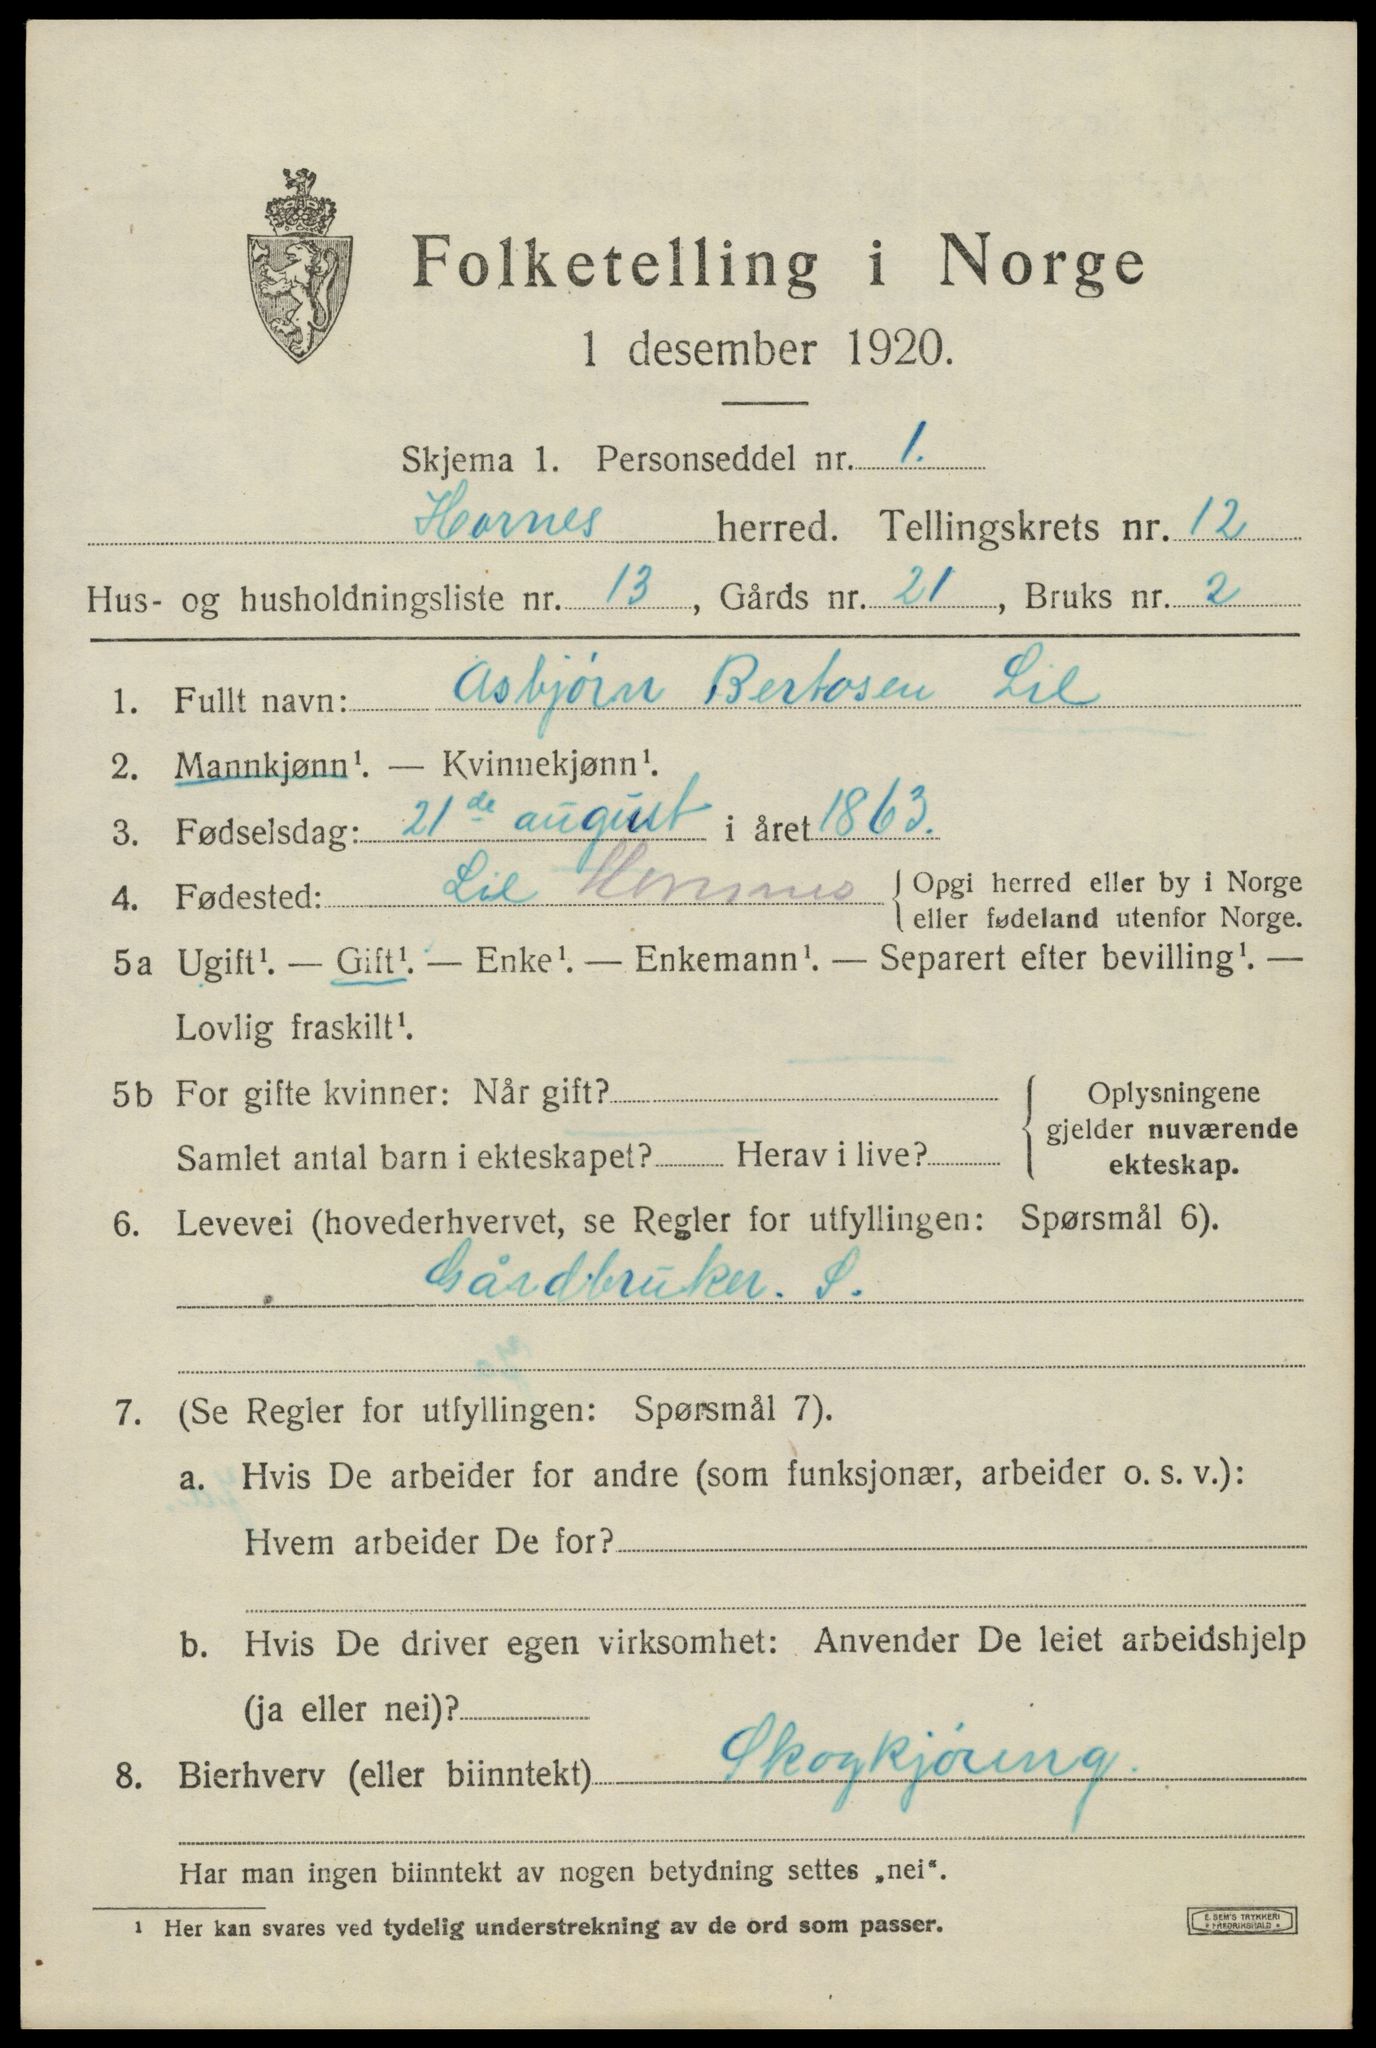 Folketelling i Norge
1 desember 1920.
Skjema 1. Personseddel nr. 1.
Hornes herred. Tellingskrets nr. 12
Hus- og husholdningsliste nr. 13, Gårds nr. 21, Bruks nr. 2
1. Fullt navn: Asbjörn Bertosen Lil
2. Mannkjønn¹. — Kvinnekjønn¹.
3. Fødselsdag: 21de august i året 1863.
4. Fødested: Lil { Opgi herred eller by i Norge
eller fødeland utenfor Norge.
5a Ugift¹. — Gift¹. — Enke¹. — Enkemann¹. — Separert efter bevilling¹. —
Lovlig fraskilt¹.
5b For gifte kvinner: Når gift?
Samlet antal barn i ekteskapet? Herav i live?
{ Oplysningene
gjelder nuværende
ekteskap.
6. Levevei (hovederhvervet, se Regler for utfyllingen: Spørsmål 6).
Gårdbruker. S.
7. (Se Regler for utfyllingen: Spørsmål 7).
a. Hvis De arbeider for andre (som funksjonær, arbeider o. s. v.):
Hvem arbeider De for?
b. Hvis De driver egen virksomhet: Anvender De leiet arbeidshjelp
(ja eller nei)?
8. Bierhverv (eller biinntekt) Skogkjöring.
Har man ingen biinntekt av nogen betydning settes „nei“.
¹ Her kan svares ved tydelig understrekning av de ord som passer.
E. SEM'S TRYKKERI
FREDRIKSHALD